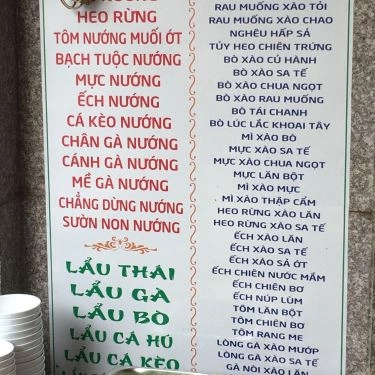 HEO RỪNG
TÔM NƯỚNG MUỐI ỚT
BẠCH TUỘC NƯỚNG
MỰC NƯỚNG
ẾCH NƯỚNG
CÁ KÈO NƯỚNG
CHÂN GÀ NƯỚNG
CÁNH GÀ NƯỚNG
MỀ GÀ NƯỚNG
CHẲNG DỪNG NƯỚNG
SƯỜN NON NƯỚNG
LẨU THÁI
LẨU GÀ
LẨU BÒ
LẨU CÁ HÚ
LẨU CÁ KÈO
RAU MUỐNG XÀO TỎI
RAU MUỐNG XÀO CHAO
NGHÊU HẤP SẢ
TỦY HEO CHIÊN TRỨNG
BÒ XÀO CỦ HÀNH
BÒ XÀO SA TẾ
BÒ XÀO CHUA NGỌT
BÒ XÀO RAU MUỐNG
BÒ TÁI CHANH
BÒ LÚC LẮC KHOAI TÂY
MÌ XÀO BÒ
MỰC XÀO SA TẾ
MỰC XÀO CHUA NGỌT
MỰC LĂN BỘT
MÌ XÀO MỰC
MÌ XÀO THẬP CẨM
HEO RỪNG XÀO LĂN
HEO RỪNG XÀO SA TẾ
ẾCH XÀO LĂN
ẾCH XÀO SA TẾ
ẾCH XÀO SẢ ỚT
ẾCH CHIÊN NƯỚC MẮM
ẾCH CHIÊN BƠ
ẾCH NÚP LÙM
TÔM LĂN BỘT
TÔM CHIÊN BƠ
TÔM RANG ME
LÒNG GÀ XÀO MƯỚP
LÒNG GÀ XÀO SA TẾ
GÀ NÒI XÀO LĂN